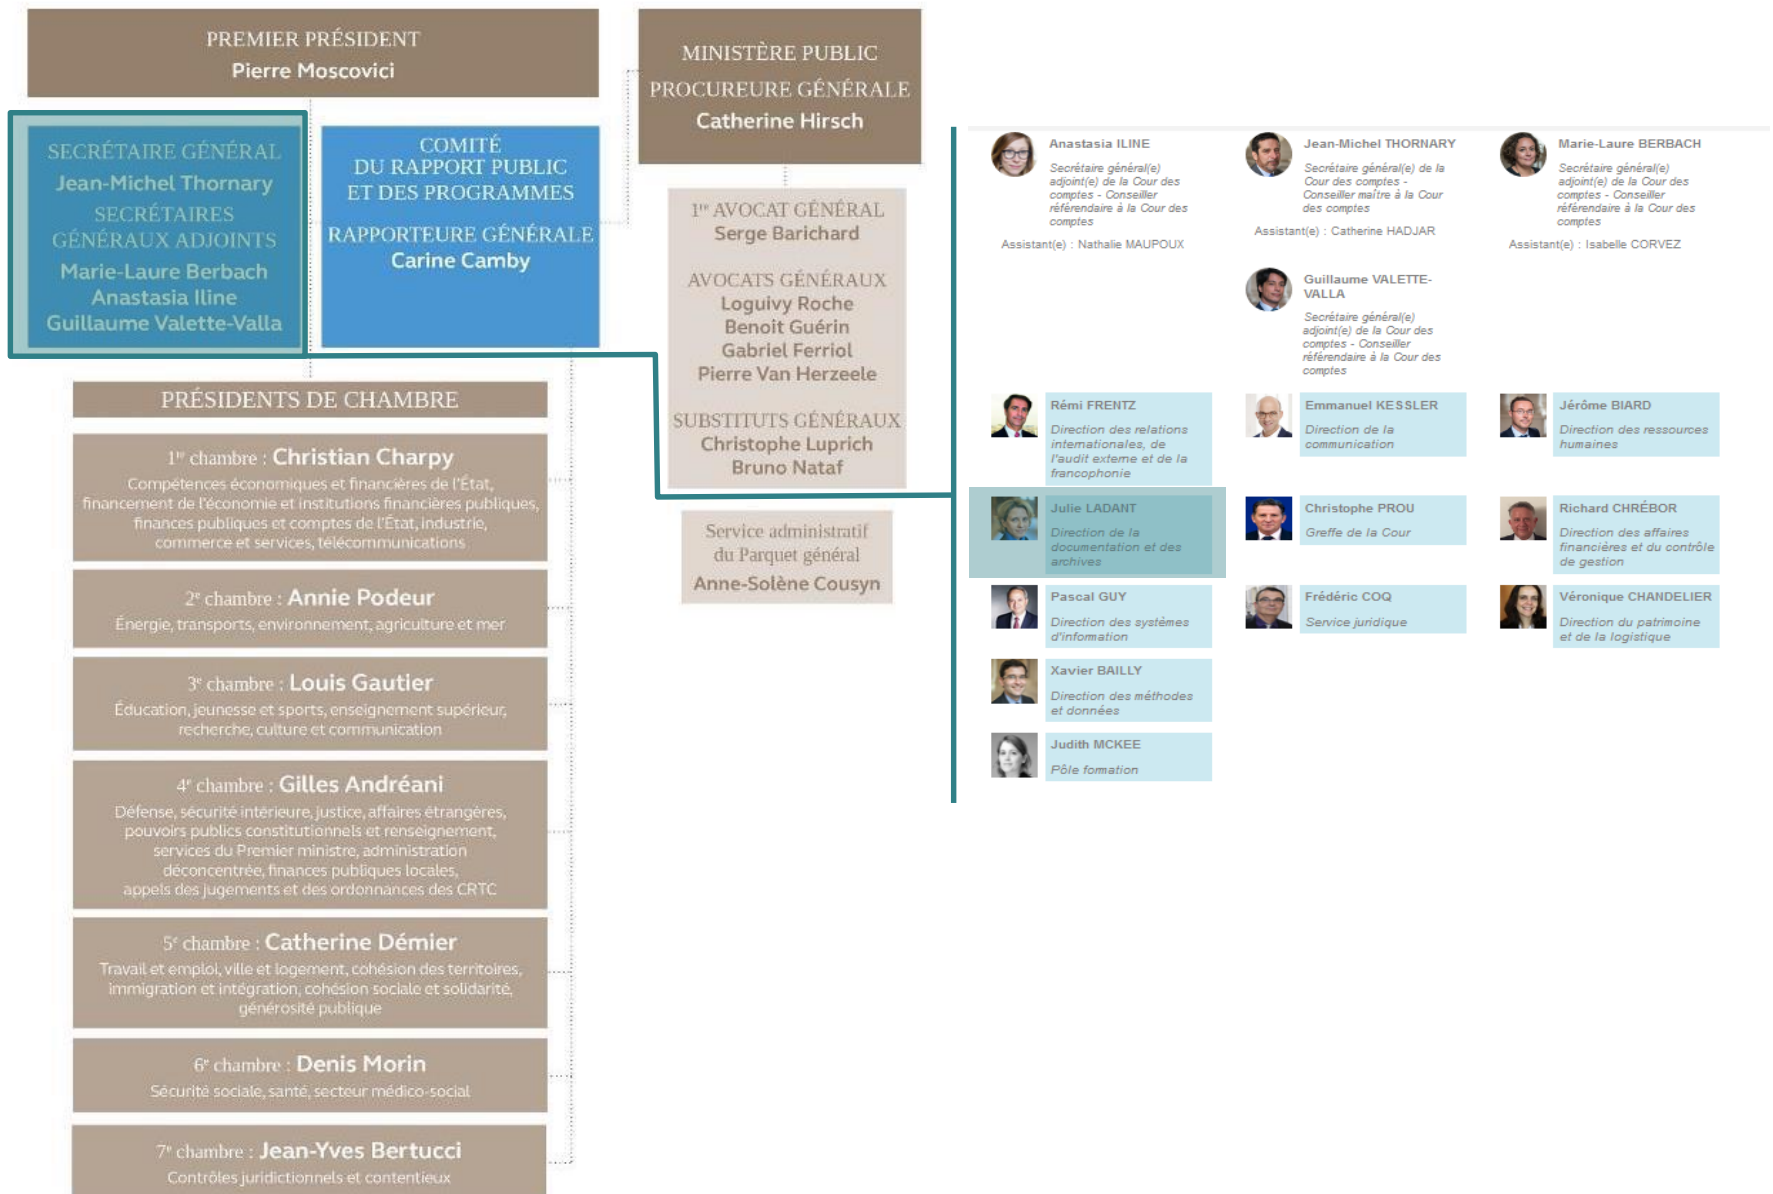 PREMIER PRÉSIDENT
Pierre Moscovici
SECRÉTAIRE GÉNÉRAL
Jean-Michel Thornary
SECRÉTAIRES
GÉNÉRAUX ADJOINTS
Marie-Laure Berbach
Anastasia Iline
Guillaume Valette-Valla
COMITÉ
DU RAPPORT PUBLIC
ET DES PROGRAMMES
RAPPORTEURE GÉNÉRALE
Carine Camby
MINISTÈRE PUBLIC
PROCUREURE GÉNÉRALE
Catherine Hirsch
1re AVOCAT GÉNÉRAL
Serge Barichard
AVOCATS GÉNÉRAUX
Loguivy Roche
Benoit Guérin
Gabriel Ferriol
Pierre Van Herzeele
SUBSTITUTS GÉNÉRAUX
Christophe Luprich
Bruno Nataf
Service administratif
du Parquet général
Anne-Solène Cousyn
PRÉSIDENTS DE CHAMBRE
1re chambre : Christian Charpy
Compétences économiques et financières de l'État,
financement de l'économie et institutions financières publiques,
finances publiques et comptes de l'État, industrie,
commerce et services, télécommunications
2e chambre : Annie Podeur
Énergie, transports, environnement, agriculture et mer
3e chambre : Louis Gautier
Éducation, jeunesse et sports, enseignement supérieur,
recherche, culture et communication
4e chambre : Gilles Andréani
Défense, sécurité intérieure, justice, affaires étrangères,
pouvoirs publics constitutionnels et renseignement,
services du Premier ministre, administration
déconcentrée, finances publiques locales,
appels des jugements et des ordonnances des CRTC
5e chambre : Catherine Démier
Travail et emploi, ville et logement, cohésion des territoires,
immigration et intégration, cohésion sociale et solidarité,
générosité publique
6e chambre : Denis Morin
Sécurité sociale, santé, secteur médico-social
7e chambre : Jean-Yves Bertucci
Contrôles juridictionnels et contentieux
Anastasia ILINE
Secrétaire général(e)
adjoint(e) de la Cour des
comptes - Conseiller
référendaire à la Cour des
comptes
Assistant(e) : Nathalie MAUPOUX
Jean-Michel THORNARY
Secrétaire général(e) de la
Cour des comptes -
Conseiller maître à la Cour
des comptes
Assistant(e) : Catherine HADJAR
Marie-Laure BERBACH
Secrétaire général(e)
adjoint(e) de la Cour des
comptes - Conseiller
référendaire à la Cour des
comptes
Assistant(e) : Isabelle CORVEZ
Guillaume VALETTE-
VALLA
Secrétaire général(e)
adjoint(e) de la Cour des
comptes - Conseiller
référendaire à la Cour des
comptes
Rémi FRENTZ
Direction des relations
internationales, de
l'audit externe et de la
francophonie
Emmanuel KESSLER
Direction de la
communication
Jérôme BIARD
Direction des ressources
humaines
Julie LADANT
Direction de la
documentation et des
archives
Christophe PROU
Greffe de la Cour
Richard CHRÉBOR
Direction des affaires
financières et du contrôle
de gestion
Pascal GUY
Direction des systèmes
d'information
Frédéric COQ
Service juridique
Véronique CHANDELIER
Direction du patrimoine
et de la logistique
Xavier BAILLY
Direction des méthodes
et données
Judith MCKEE
Pôle formation